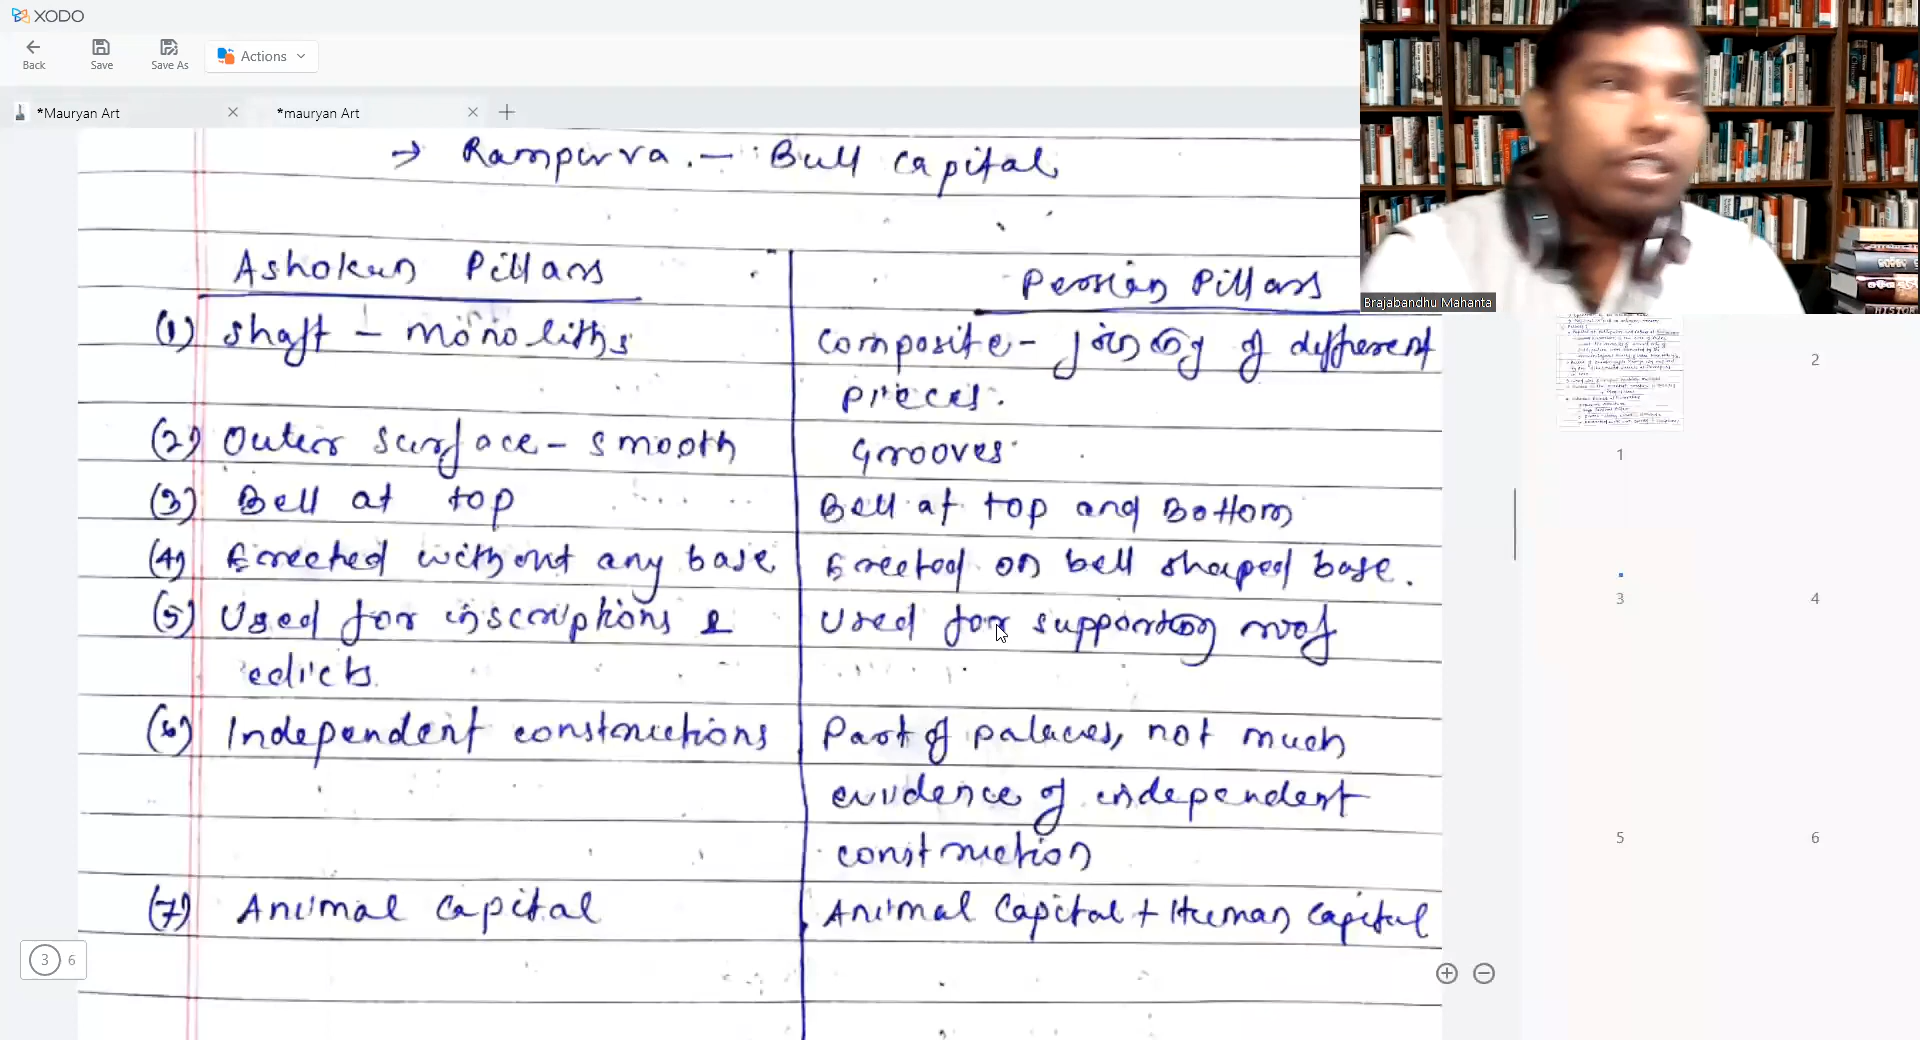 XODO
Back
Save
Save As
Actions
*Mauryan Art
*mauryan Art
→ Rampurva. - Bull Capital
Ashokan Pillars
Persian Pillars
Brajabandhu Mahanta
(1) Shaft - monoliths
Composite - joining of different
pieces.
(2) Outer surface - smooth
Grooves
(3) Bell at top
Bell at top and Bottom
(4) Erected without any base
Erected on bell shaped base.
(5) Used for inscriptions &
edicts
Used for supporting roof
(6) Independent constructions
Part of palaces, not much
evidence of independent
construction
(7) Animal Capital
Animal Capital + Human Capital
3 6
2
1
3
4
5
6